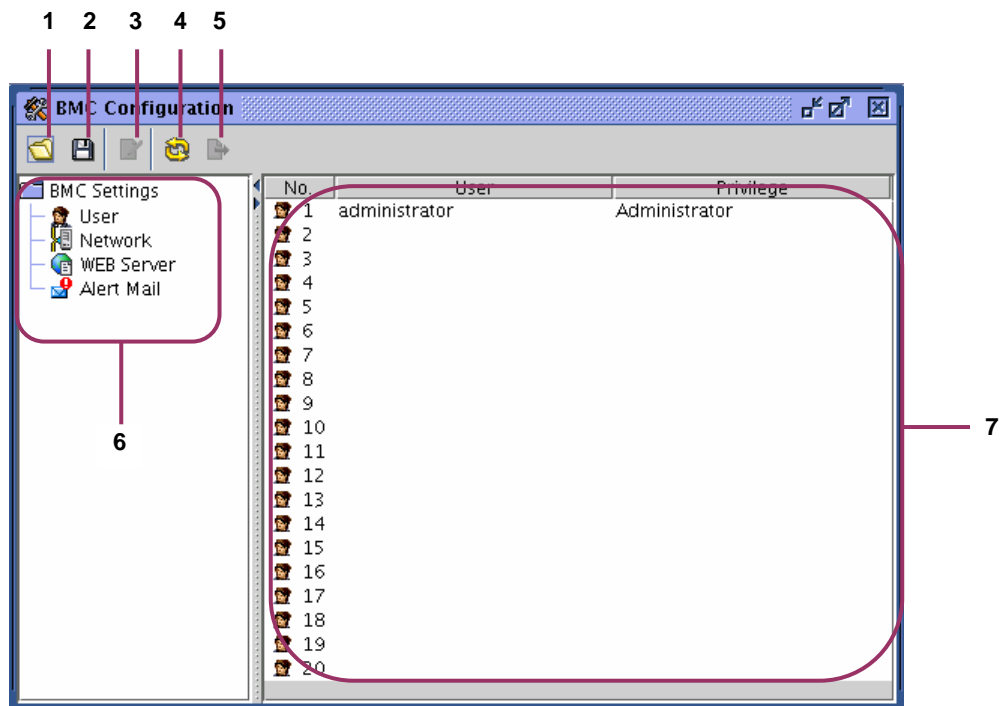 1 2 3 4 5
BMC Configuration
BMC Settings
User
Network
WEB Server
Alert Mail
6
No. User Privilege
1 administrator Administrator
2
3
4
5
6
7
8
9
10
11
12
13
14
15
16
17
18
19
20
7